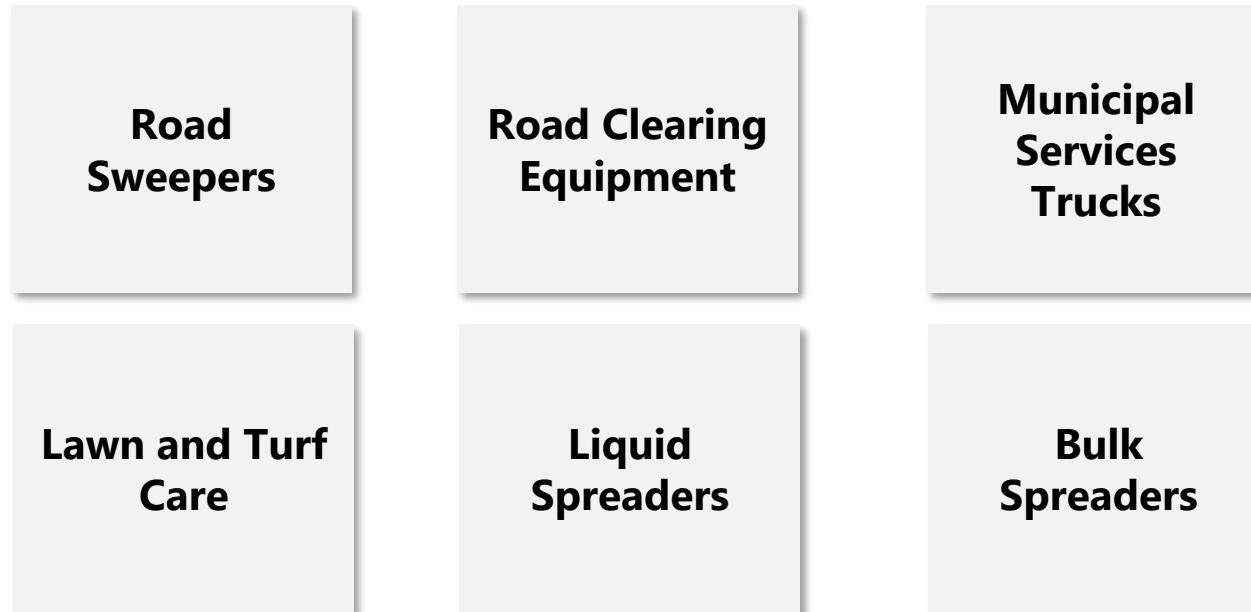 Road
Sweepers
Road Clearing
Equipment
Municipal
Services
Trucks
Lawn and Turf
Care
Liquid
Spreaders
Bulk
Spreaders